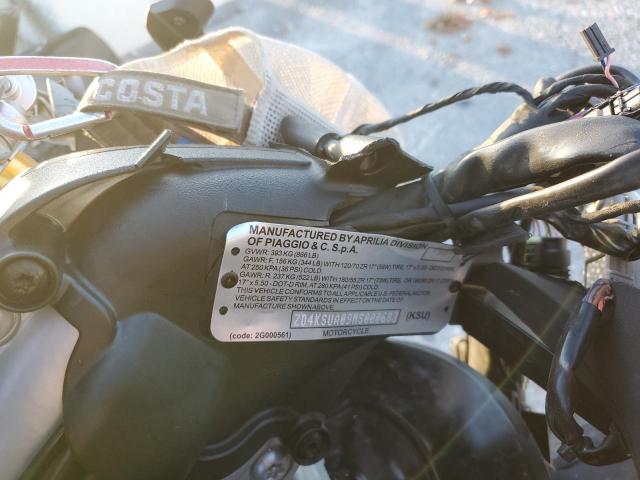 COSTA
MANUFACTURED BY APRILIA DIVISION
OF PIAGGIO & C. S.p.A.
GVWR: 393 KG (866 LB)
GAWR: F. 156 KG (344 LB) WITH 120/70 ZR 17" (58W) TIRE, 17" x 3.50 - DOT
AT 250 KPA (36 PSI) COLD.
GAWR: R. 237 KG (522 LB) WITH 180/55 ZR 17" (73W) TIRE,
17" x 5.50 - DOT-D RIM, AT 280 KPA (41 PSI) COLD.
THIS VEHICLE CONFORMS TO ALL APPLICABLE U.S. FEDERAL MOTOR
VEHICLE SAFETY STANDARDS IN EFFECT ON THE DATE OF
MANUFACTURE SHOWN ABOVE.
(KSU)
(code: 2G000561) MOTORCYCLE